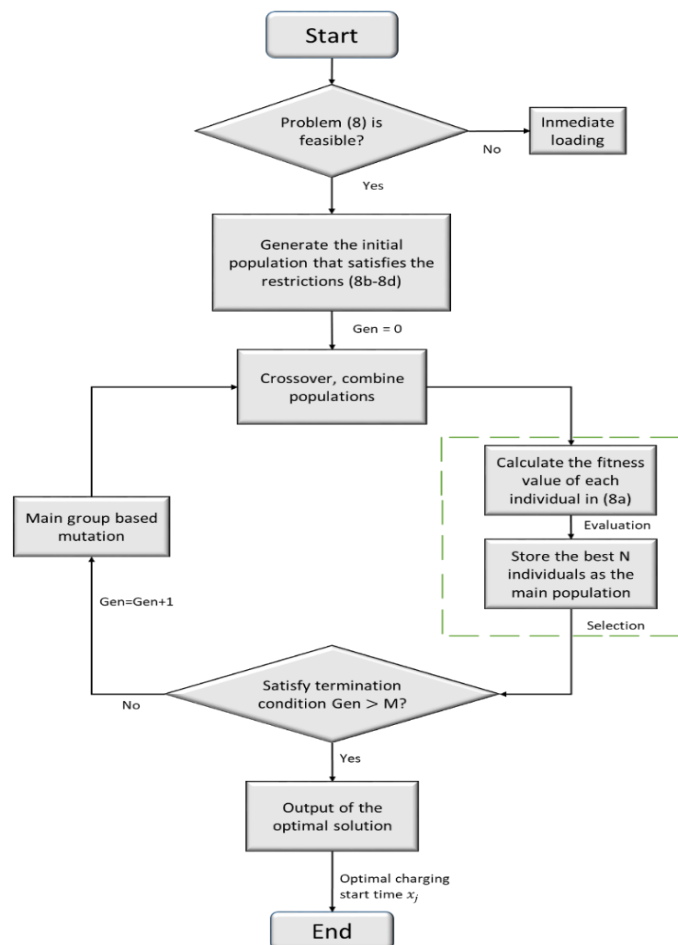 Start
Problem (8) is
feasible?
No
Inmediate
loading
Yes
Generate the initial
population that satisfies the
restrictions (8b-8d)
Gen = 0
Crossover, combine
populations
Calculate the fitness
value of each
individual in (8a)
Evaluation
Store the best N
individuals as the
main population
Selection
Main group based
mutation
Gen=Gen+1
Satisfy termination
condition Gen > M?
No
Yes
Output of the
optimal solution
Optimal charging
start time xⱼ
End